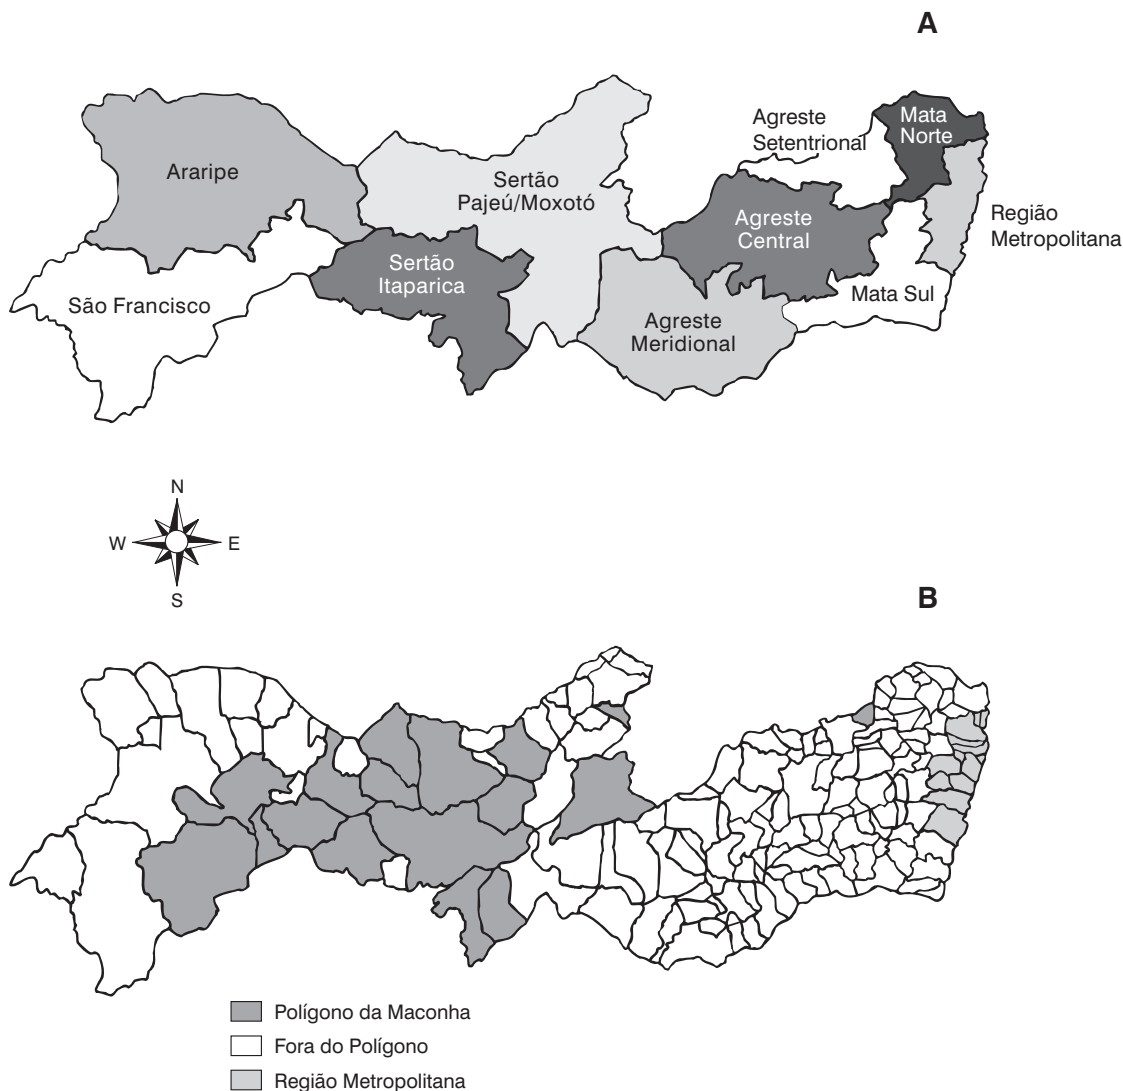 A
Agreste
Setentrional
Mata
Norte
Araripe
Sertão
Pajeú/Moxotó
Agreste
Central
Região
Metropolitana
Sertão
Itaparica
São Francisco
Mata Sul
Agreste
Meridional
N
W
E
S
B
Polígono da Maconha
Fora do Polígono
Região Metropolitana